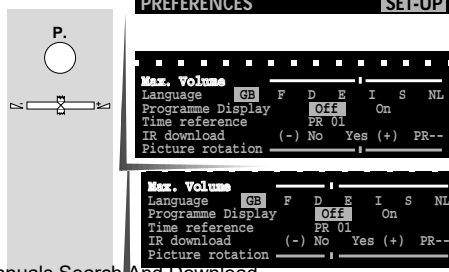 PREFERENCES SET-UP
P.
Max. Volume
Language GB F D E I S NL
Programme Display Off On
Time reference PR 01
IR download (-) No Yes (+) PR--
Picture rotation
Max. Volume
Language GB F D E I S NL
Programme Display Off On
Time reference PR 01
IR download (-) No Yes (+) PR--
Picture rotation
anuals Search And Download